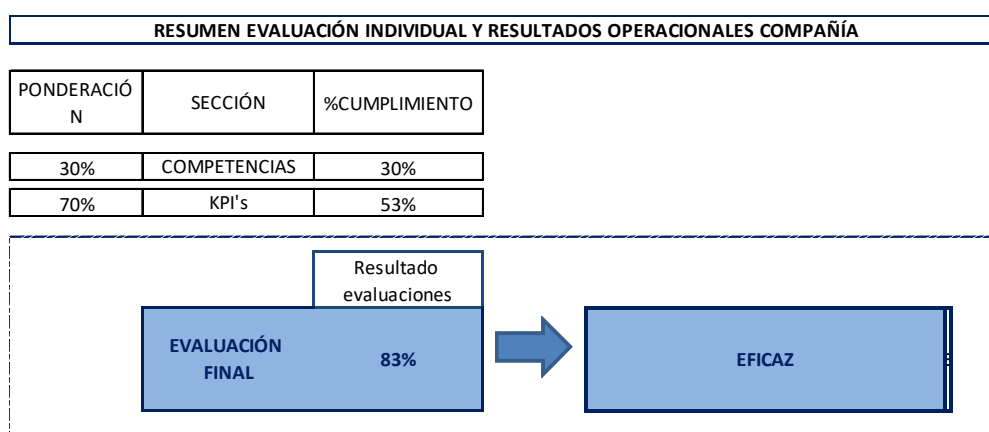 RESUMEN EVALUACIÓN INDIVIDUAL Y RESULTADOS OPERACIONALES COMPAÑÍA
PONDERACIÓ
N
SECCIÓN
%CUMPLIMIENTO
30%
COMPETENCIAS
30%
70%
KPI's
53%
Resultado
evaluaciones
EVALUACIÓN
FINAL
83%
EFICAZ